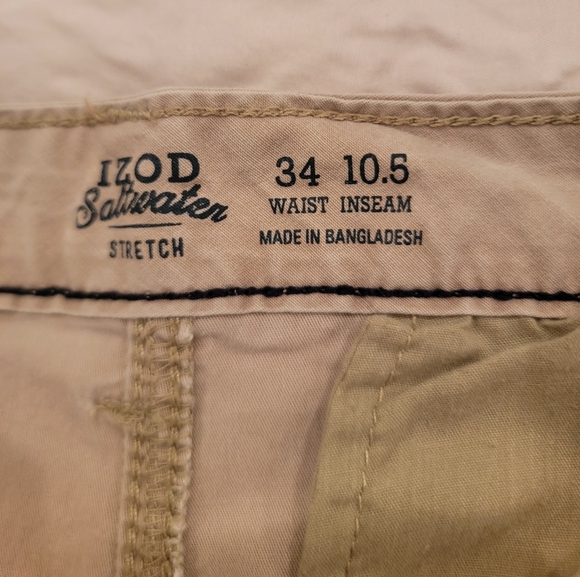 IZOD
Saltwater
STRETCH
34 10.5
WAIST INSEAM
MADE IN BANGLADESH